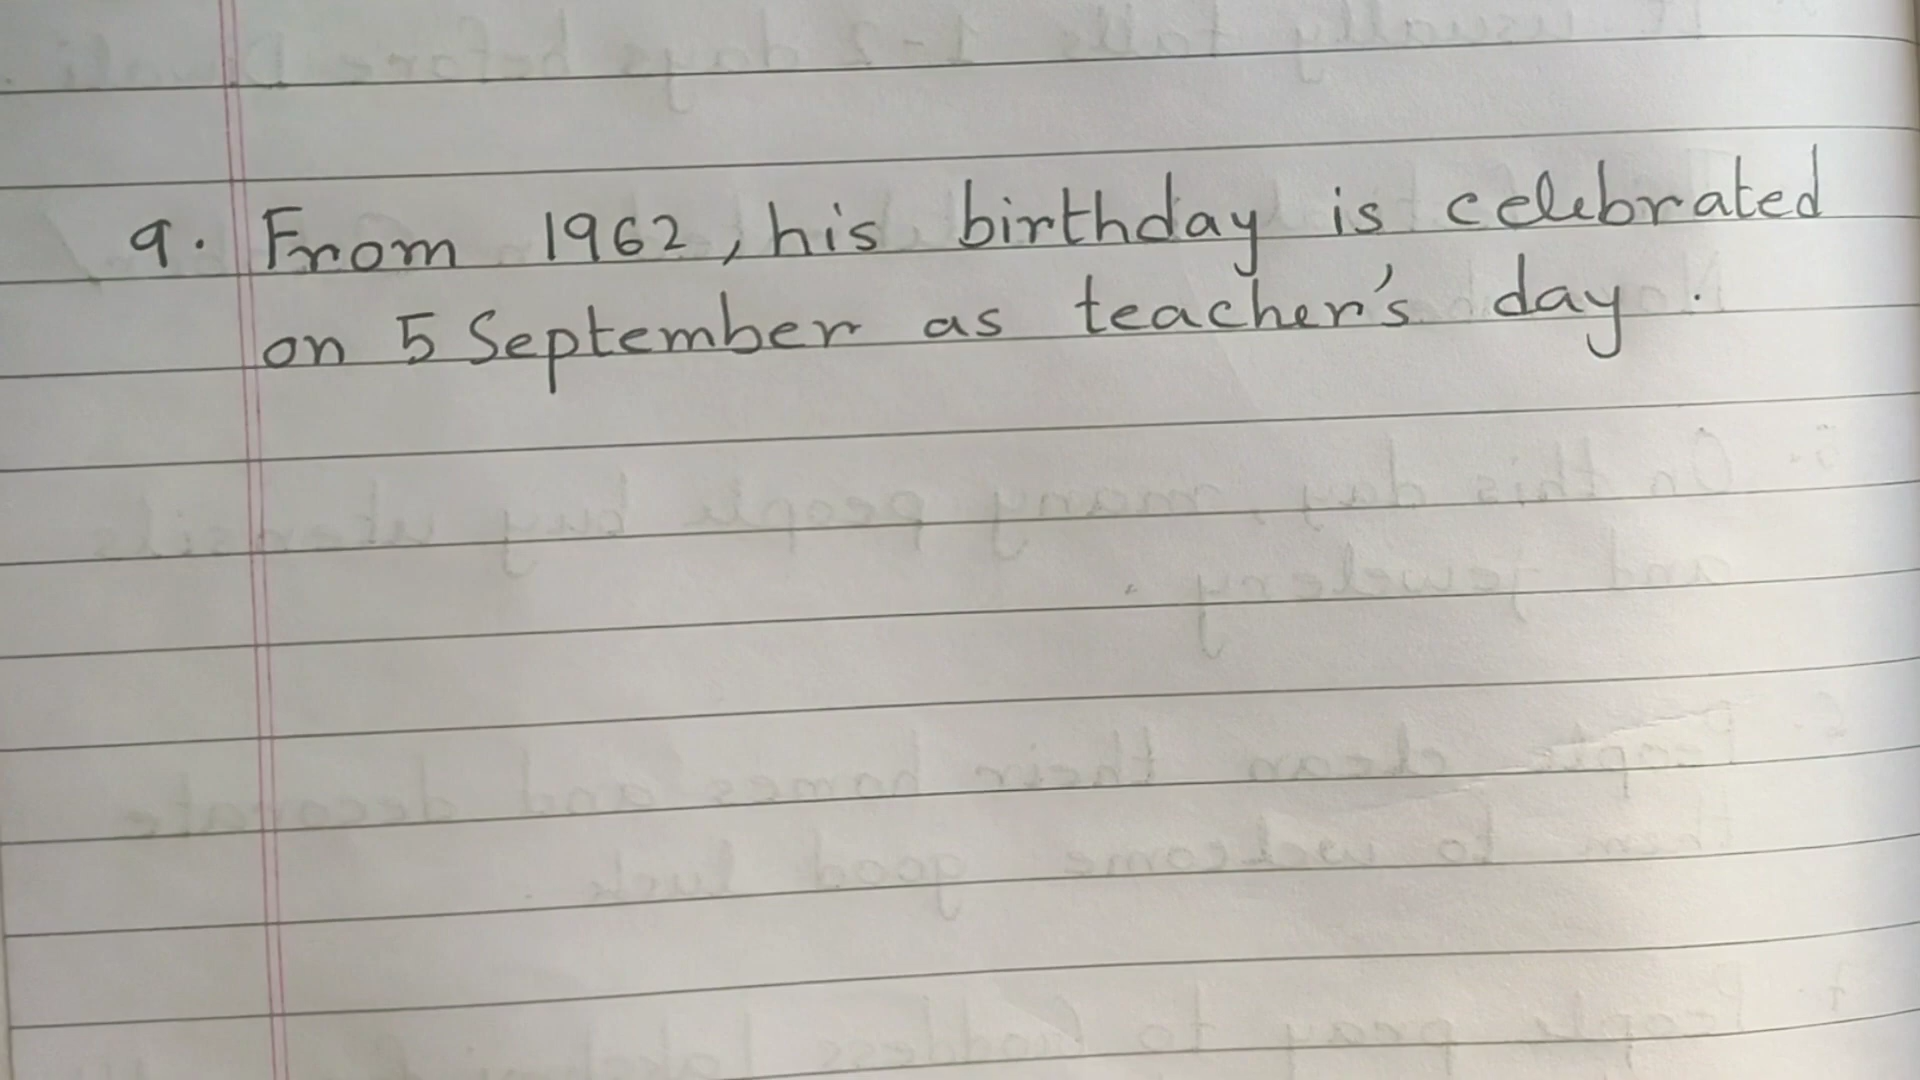 9. From 1962, his birthday is celebrated
on 5 September as teacher's day.